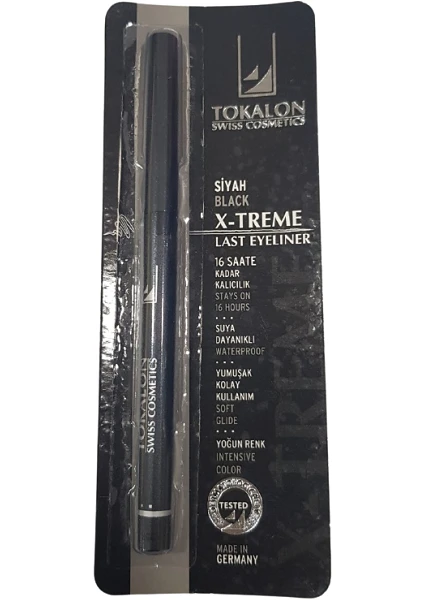 TOKALON
SWISS COSMETICS
SİYAH
BLACK
X-TREME
LAST EYELINER
16 SAATE
KADAR
KALICILIK
STAYS ON
16 HOURS
SUYA
DAYANIKLI
WATERPROOF
YUMUŞAK
KOLAY
KULLANIM
SOFT
GLIDE
YOĞUN RENK
INTENSIVE
COLOR
TESTED
MADE IN
GERMANY
X-TREME
TOKALON
SWISS COSMETICS